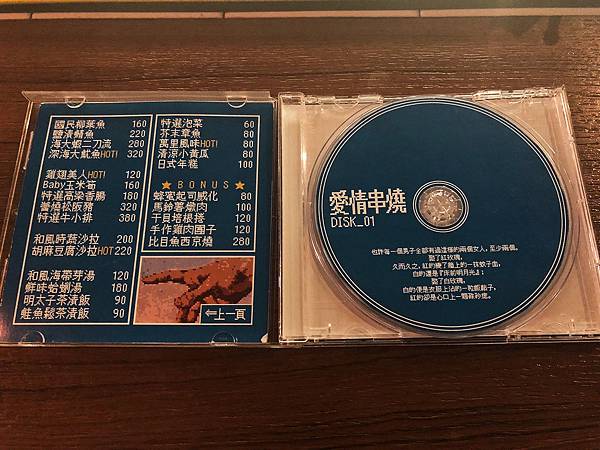 國民柳葉魚 160
鹽漬鯖魚 220
海大蝦二刀流 280
深海大魷魚HOT! 320
雞翅美人HOT! 120
Baby玉米筍 160
特選高梁香腸 180
醬燒松阪豬 320
特選牛小排 380
和風時蔬沙拉 200
胡麻豆腐沙拉HOT 220
和風海帶芽湯 120
鮮味蛤蜊湯 180
明太子茶漬飯 90
鮭魚鬆茶漬飯 90
特選泡菜 60
芥末章魚 80
萬里風味HOT! 80
清涼小黃瓜 80
日式年糕 100
★ BONUS ★
蜂蜜起司威化 80
馬鈴薯燉肉 100
干貝培根捲 120
手作雞肉團子 120
比目魚西京燒 280
⇐上一頁
愛情串燒
DISK_01
也許每一個男子全都有過這樣的兩個女人，至少兩個。
娶了紅玫瑰，
久而久之，紅的變了牆上的一抹蚊子血，
白的還是『床前明月光』；
娶了白玫瑰，
白的便是衣服上沾的一粒飯黏子，
紅的卻是心口上一顆硃砂痣。